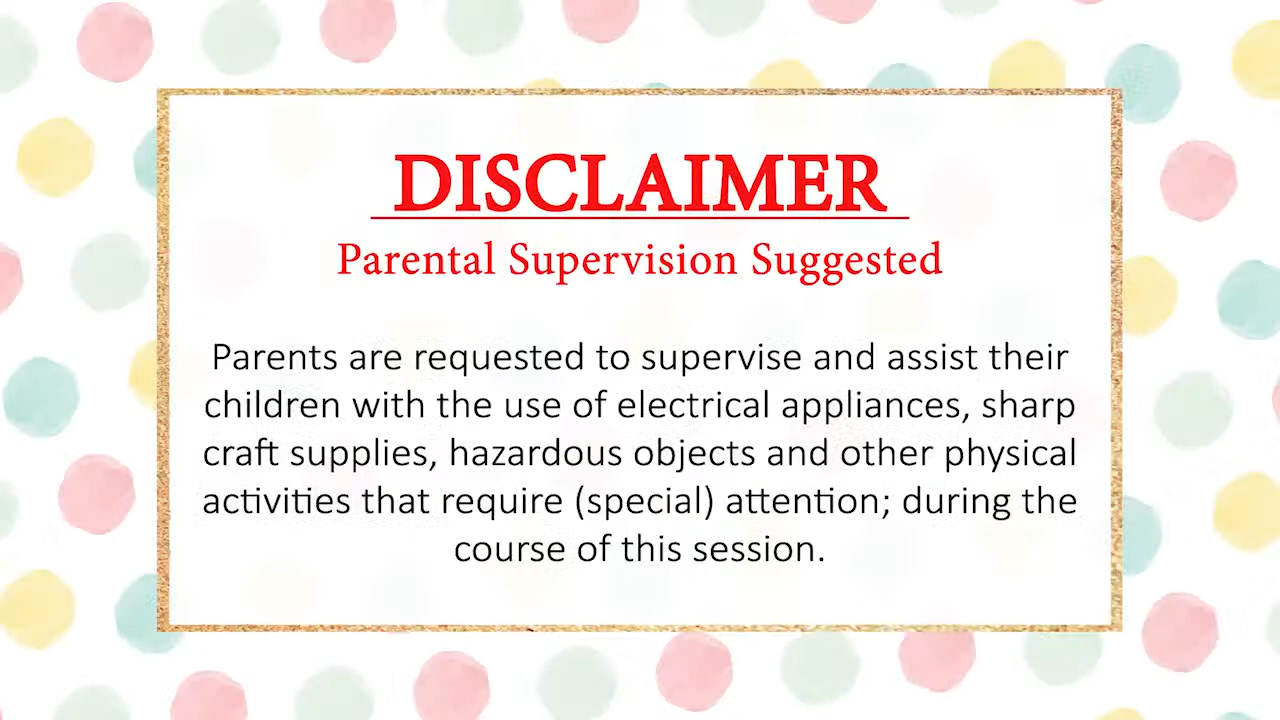 DISCLAIMER
Parental Supervision Suggested
Parents are requested to supervise and assist their
children with the use of electrical appliances, sharp
craft supplies, hazardous objects and other physical
activities that require (special) attention; during the
course of this session.